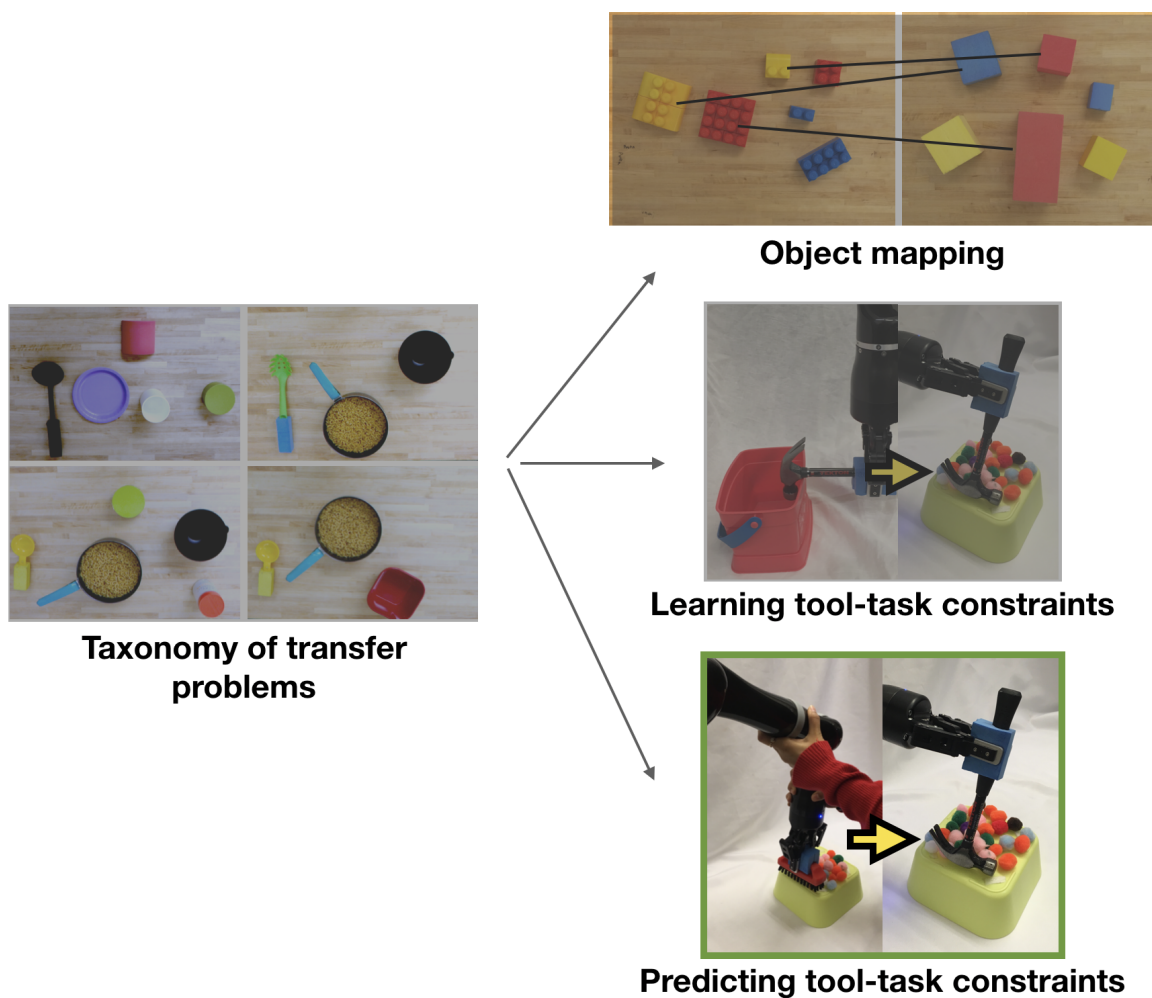 Object mapping
Learning tool-task constraints
Taxonomy of transfer
problems
Predicting tool-task constraints